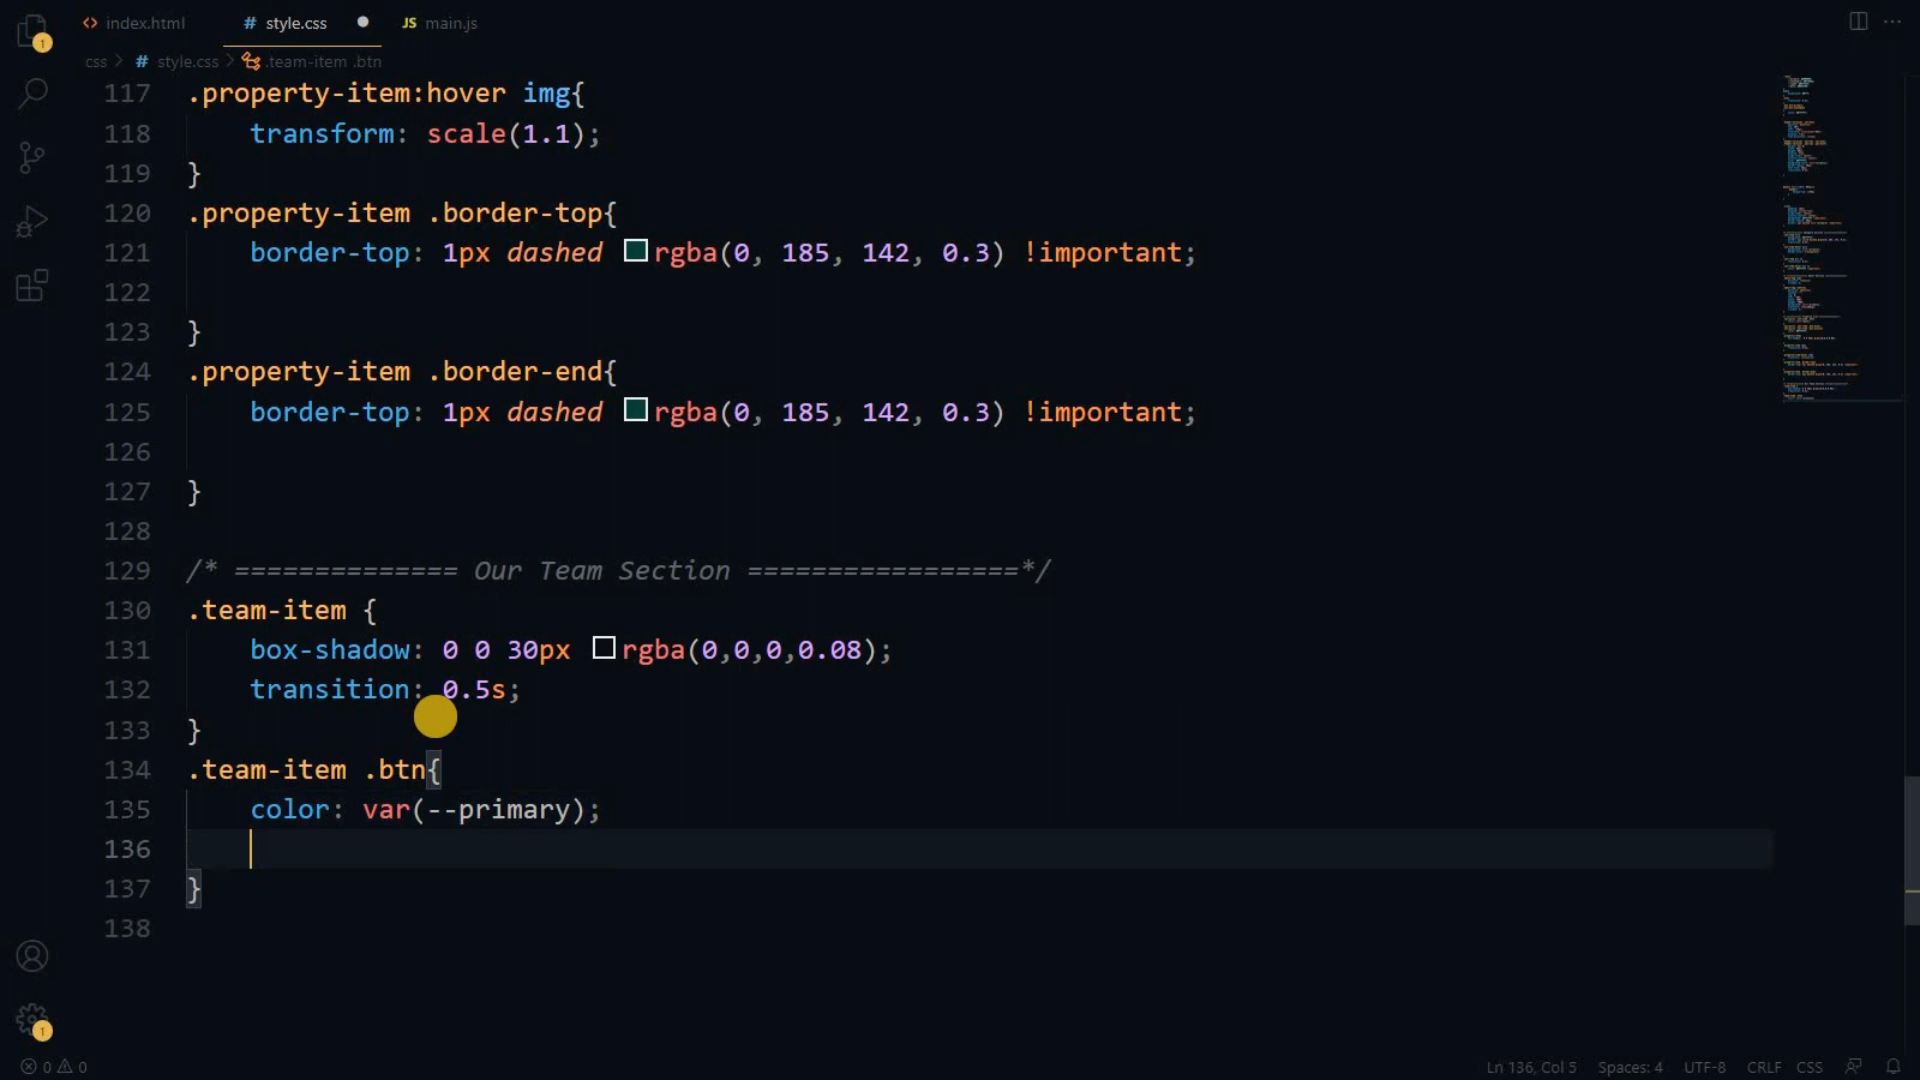 index.html
# style.css
JS main.js
css > # style.css > .team-item .btn
117 .property-item:hover img{
118 transform: scale(1.1);
119 }
120 .property-item .border-top{
121 border-top: 1px dashed rgba(0, 185, 142, 0.3) !important;
122
123 }
124 .property-item .border-end{
125 border-top: 1px dashed rgba(0, 185, 142, 0.3) !important;
126
127 }
128
129 /* ============== Our Team Section =================*/
130 .team-item {
131 box-shadow: 0 0 30px rgba(0,0,0,0.08);
132 transition: 0.5s;
133 }
134 .team-item .btn{
135 color: var(--primary);
136
137 }
138
1
1
0 0
Ln 136, Col 5 Spaces: 4 UTF-8 CRLF CSS